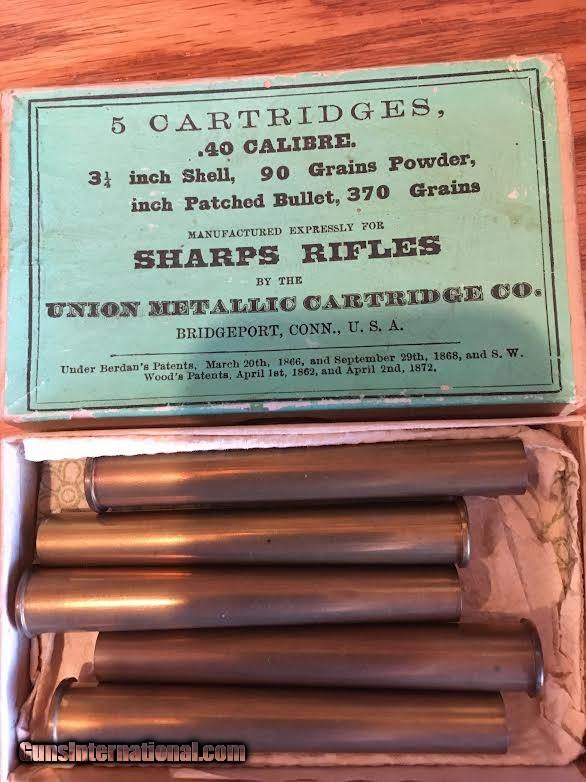 5 CARTRIDGES,
.40 CALIBRE.
3¼ inch Shell, 90 Grains Powder,
inch Patched Bullet, 370 Grains
MANUFACTURED EXPRESSLY FOR
SHARPS RIFLES
BY THE
UNION METALLIC CARTRIDGE CO.
BRIDGEPORT, CONN., U. S. A.
Under Berdan's Patents, March 20th, 1866, and September 29th, 1868, and S. W.
Wood's Patents, April 1st, 1862, and April 2nd, 1872.
GunsInternational.com